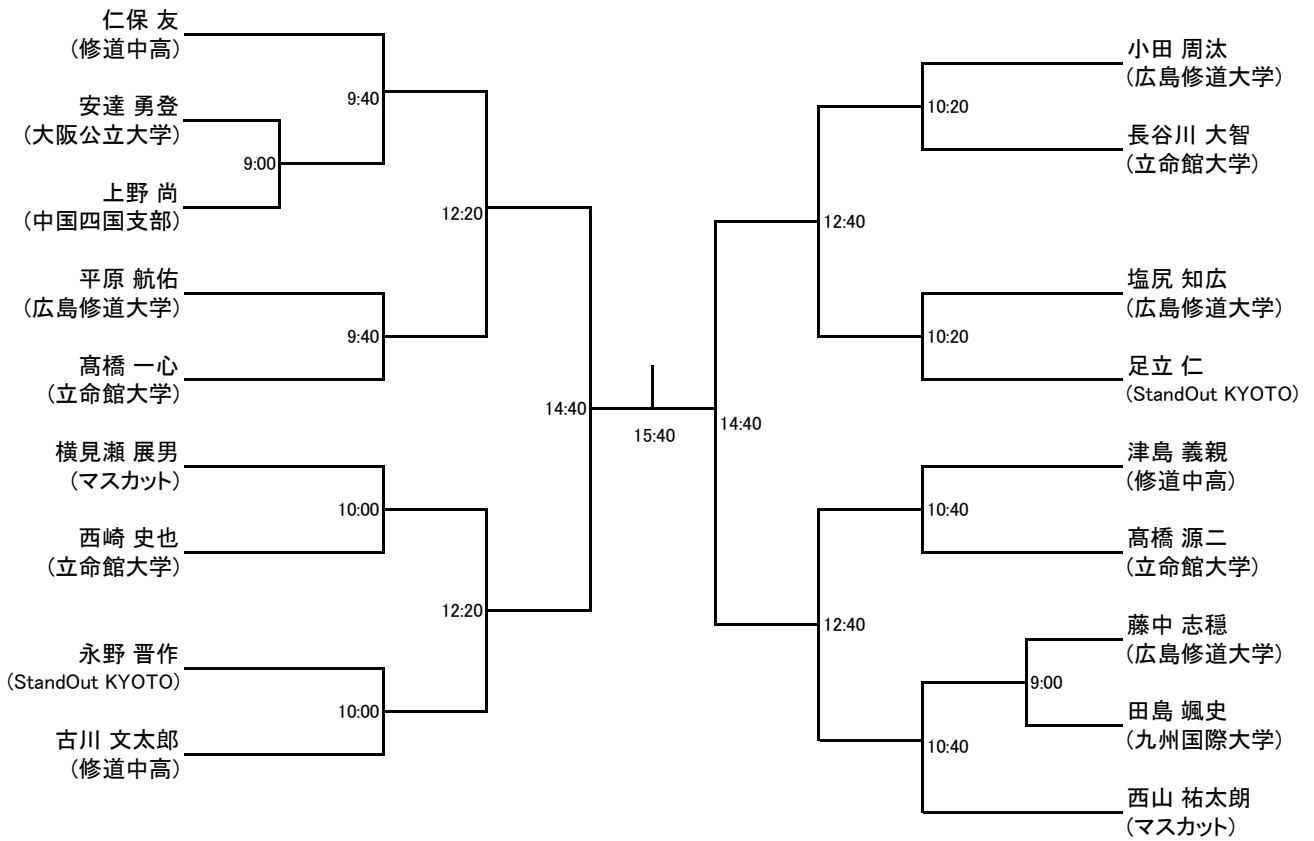 仁保 友
(修道中高)
9:40
安達 勇登
(大阪公立大学)
9:00
上野 尚
(中国四国支部)
12:20
平原 航佑
(広島修道大学)
9:40
髙橋 一心
(立命館大学)
14:40
横見瀬 展男
(マスカット)
10:00
西崎 史也
(立命館大学)
12:20
永野 晋作
(StandOut KYOTO)
10:00
古川 文太郎
(修道中高)
15:40
小田 周汰
(広島修道大学)
10:20
長谷川 大智
(立命館大学)
12:40
塩尻 知広
(広島修道大学)
10:20
足立 仁
(StandOut KYOTO)
14:40
津島 義親
(修道中高)
10:40
髙橋 源二
(立命館大学)
12:40
藤中 志穏
(広島修道大学)
9:00
田島 颯史
(九州国際大学)
10:40
西山 祐太朗
(マスカット)